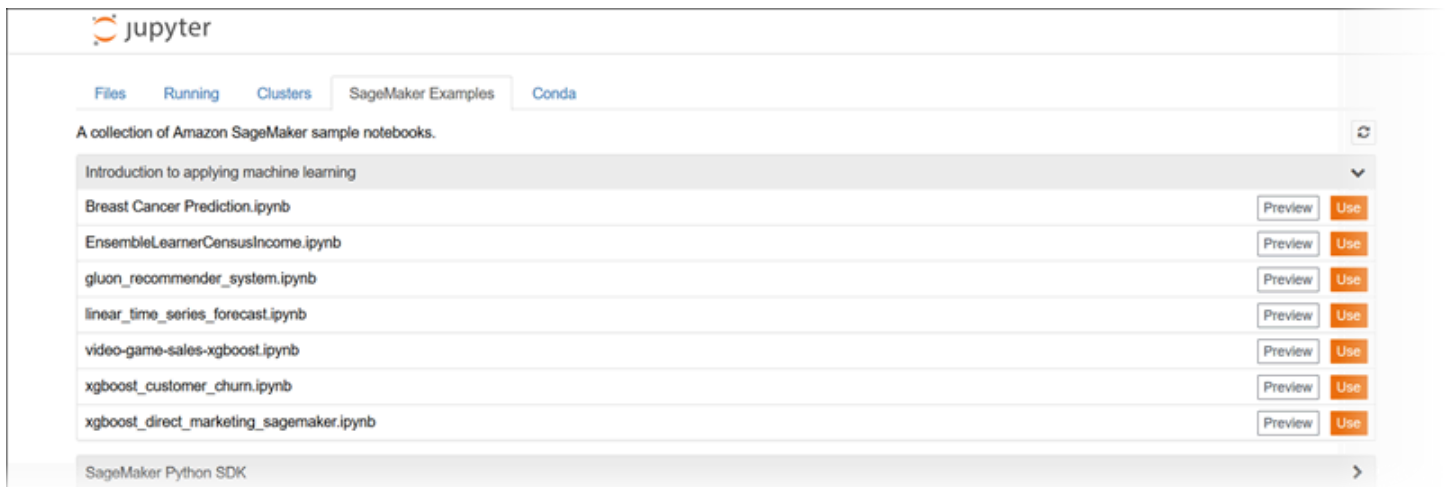 jupyter
Files Running Clusters SageMaker Examples Conda
A collection of Amazon SageMaker sample notebooks.
Introduction to applying machine learning
Breast Cancer Prediction.ipynb Preview Use
EnsembleLearnerCensusIncome.ipynb Preview Use
gluon_recommender_system.ipynb Preview Use
linear_time_series_forecast.ipynb Preview Use
video-game-sales-xgboost.ipynb Preview Use
xgboost_customer_churn.ipynb Preview Use
xgboost_direct_marketing_sagemaker.ipynb Preview Use
SageMaker Python SDK